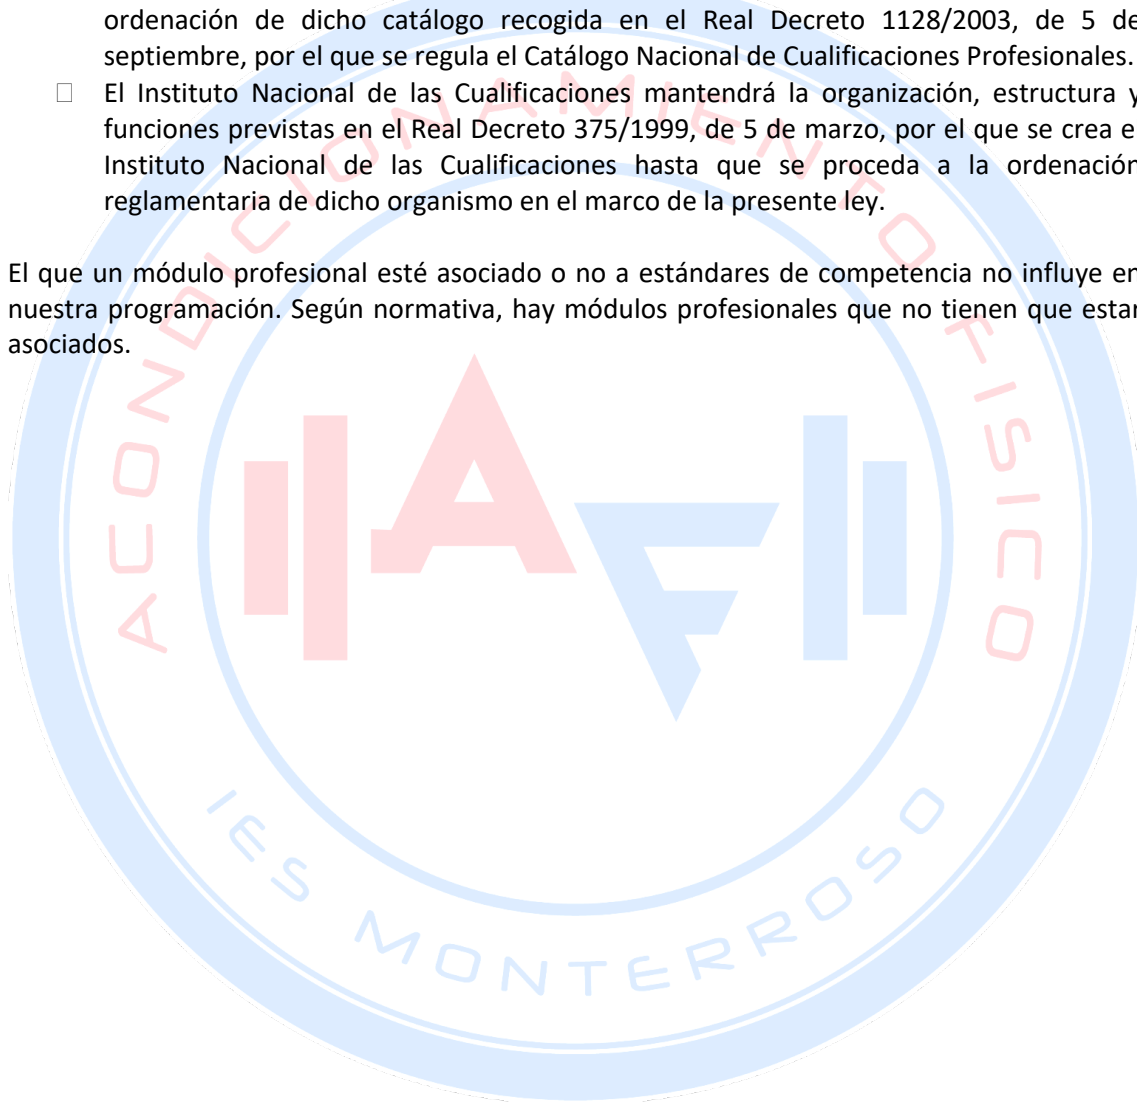 ordenación de dicho catálogo recogida en el Real Decreto 1128/2003, de 5 de
septiembre, por el que se regula el Catálogo Nacional de Cualificaciones Profesionales.
El Instituto Nacional de las Cualificaciones mantendrá la organización, estructura y
funciones previstas en el Real Decreto 375/1999, de 5 de marzo, por el que se crea el
Instituto Nacional de las Cualificaciones hasta que se proceda a la ordenación
reglamentaria de dicho organismo en el marco de la presente ley.
El que un módulo profesional esté asociado o no a estándares de competencia no influye en
nuestra programación. Según normativa, hay módulos profesionales que no tienen que estar
asociados.
ACONDICIONAMIENTO FISICO
AF
IES MONTERROSO